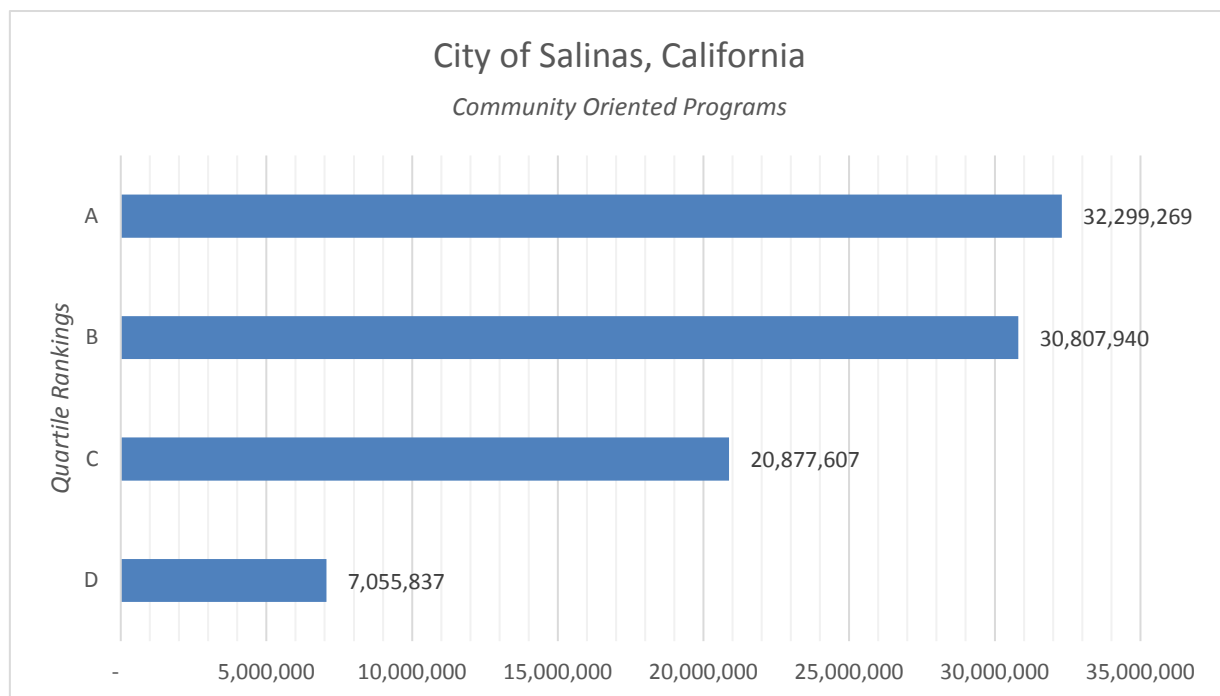 City of Salinas, California
Community Oriented Programs
Quartile Rankings
A
32,299,269
B
30,807,940
C
20,877,607
D
7,055,837
- 5,000,000 10,000,000 15,000,000 20,000,000 25,000,000 30,000,000 35,000,000